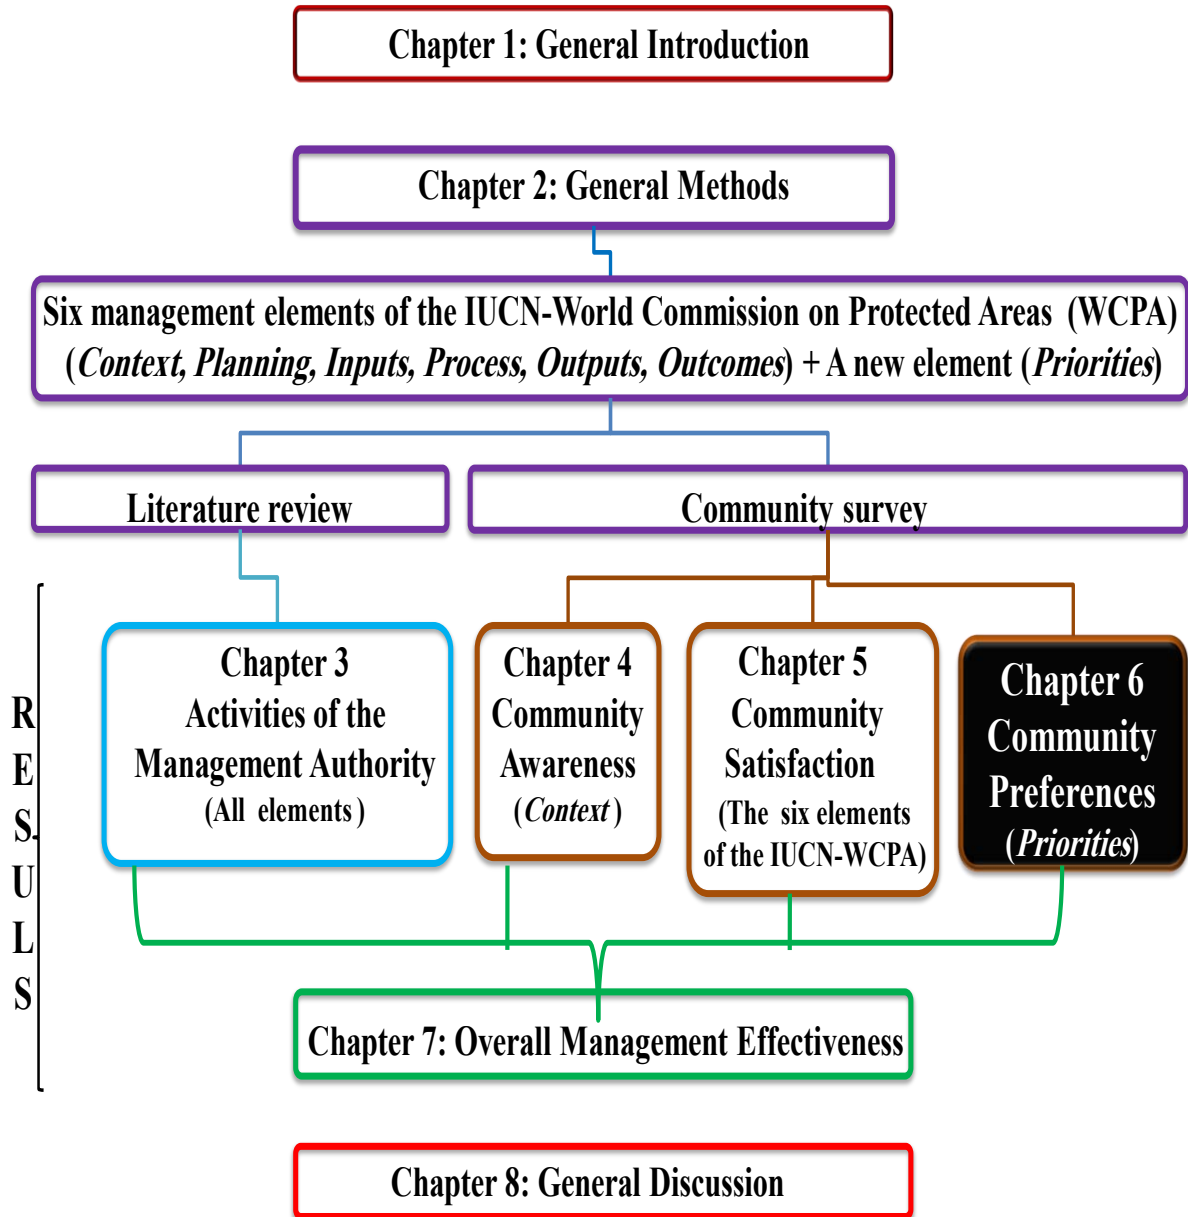 Chapter 1: General Introduction
Chapter 2: General Methods
Six management elements of the IUCN-World Commission on Protected Areas (WCPA)
(Context, Planning, Inputs, Process, Outputs, Outcomes) + A new element (Priorities)
Literature review
Community survey
R
E
S.
U
L
S
Chapter 3
Activities of the
Management Authority
(All elements)
Chapter 4
Community
Awareness
(Context)
Chapter 5
Community
Satisfaction
(The six elements
of the IUCN-WCPA)
Chapter 6
Community
Preferences
(Priorities)
Chapter 7: Overall Management Effectiveness
Chapter 8: General Discussion